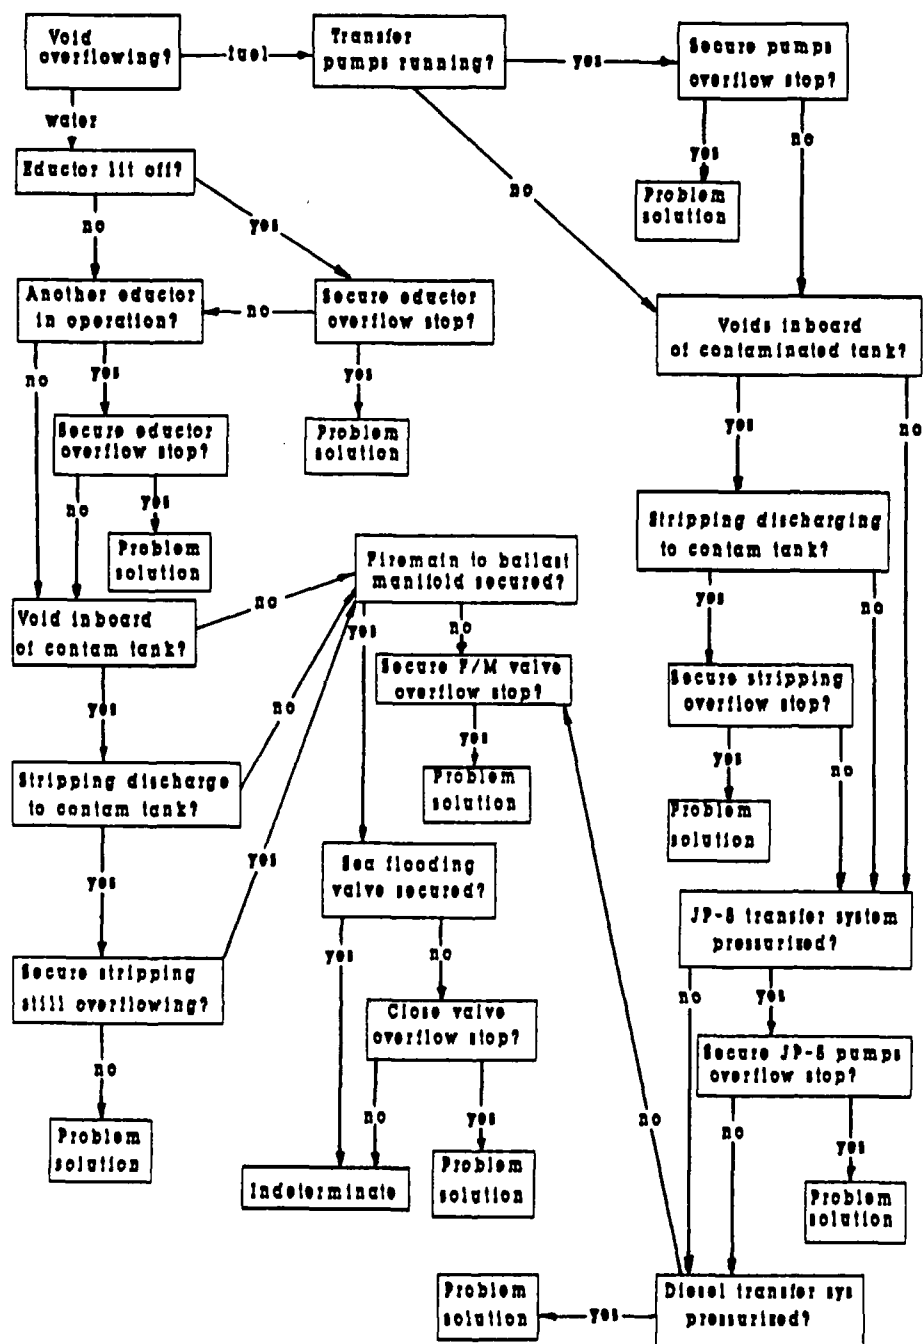 Void
overflowing?
fuel
Transfer
pumps running?
yes
Secure pumps
overflow stop?
water
yes
no
Eductor lit off?
no
Problem
solution
no
yes
Another eductor
in operation?
no
Secure eductor
overflow stop?
Voids inboard
of contaminated tank?
no
yes
yes
Secure eductor
overflow stop?
Problem
solution
yes
no
no
yes
Problem
solution
Stripping discharging
to contam tank?
Firemain to ballast
manifold secured?
Void inboard
of contam tank?
no
yes
no
yes
no
Secure F/M valve
overflow stop?
Secure stripping
overflow stop?
yes
no
yes
yes
no
Stripping discharge
to contam tank?
Problem
solution
Problem
solution
yes
yes
Sea flooding
valve secured?
JP-5 transfer system
pressurized?
yes
no
no
yes
Secure stripping
still overflowing?
Close valve
overflow stop?
Secure JP-5 pumps
overflow stop?
no
no
yes
no
no
yes
Problem
solution
Indeterminate
Problem
solution
Problem
solution
Problem
solution
yes
Diesel transfer sys
pressurized?